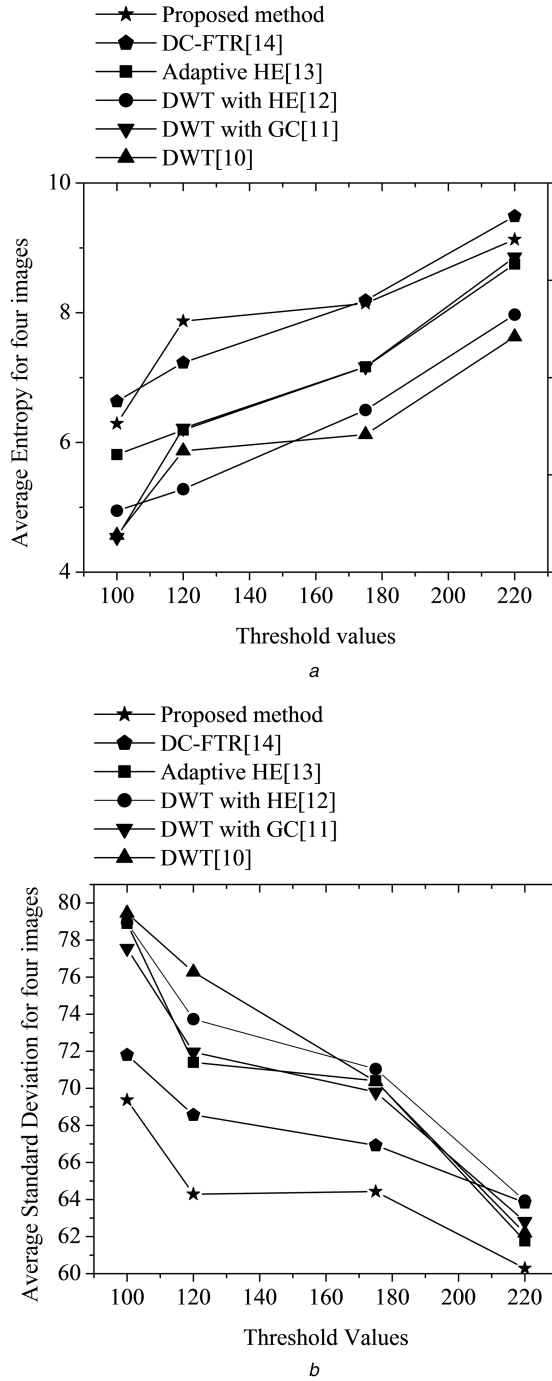 Proposed method
DC-FTR[14]
Adaptive HE[13]
DWT with HE[12]
DWT with GC[11]
DWT[10]
10
8
6
4
Average Entropy for four images
100 120 140 160 180 200 220
Threshold values
a
Proposed method
DC-FTR[14]
Adaptive HE[13]
DWT with HE[12]
DWT with GC[11]
DWT[10]
80
78
76
74
72
70
68
66
64
62
60
Average Standard Deviation for four images
100 120 140 160 180 200 220
Threshold Values
b